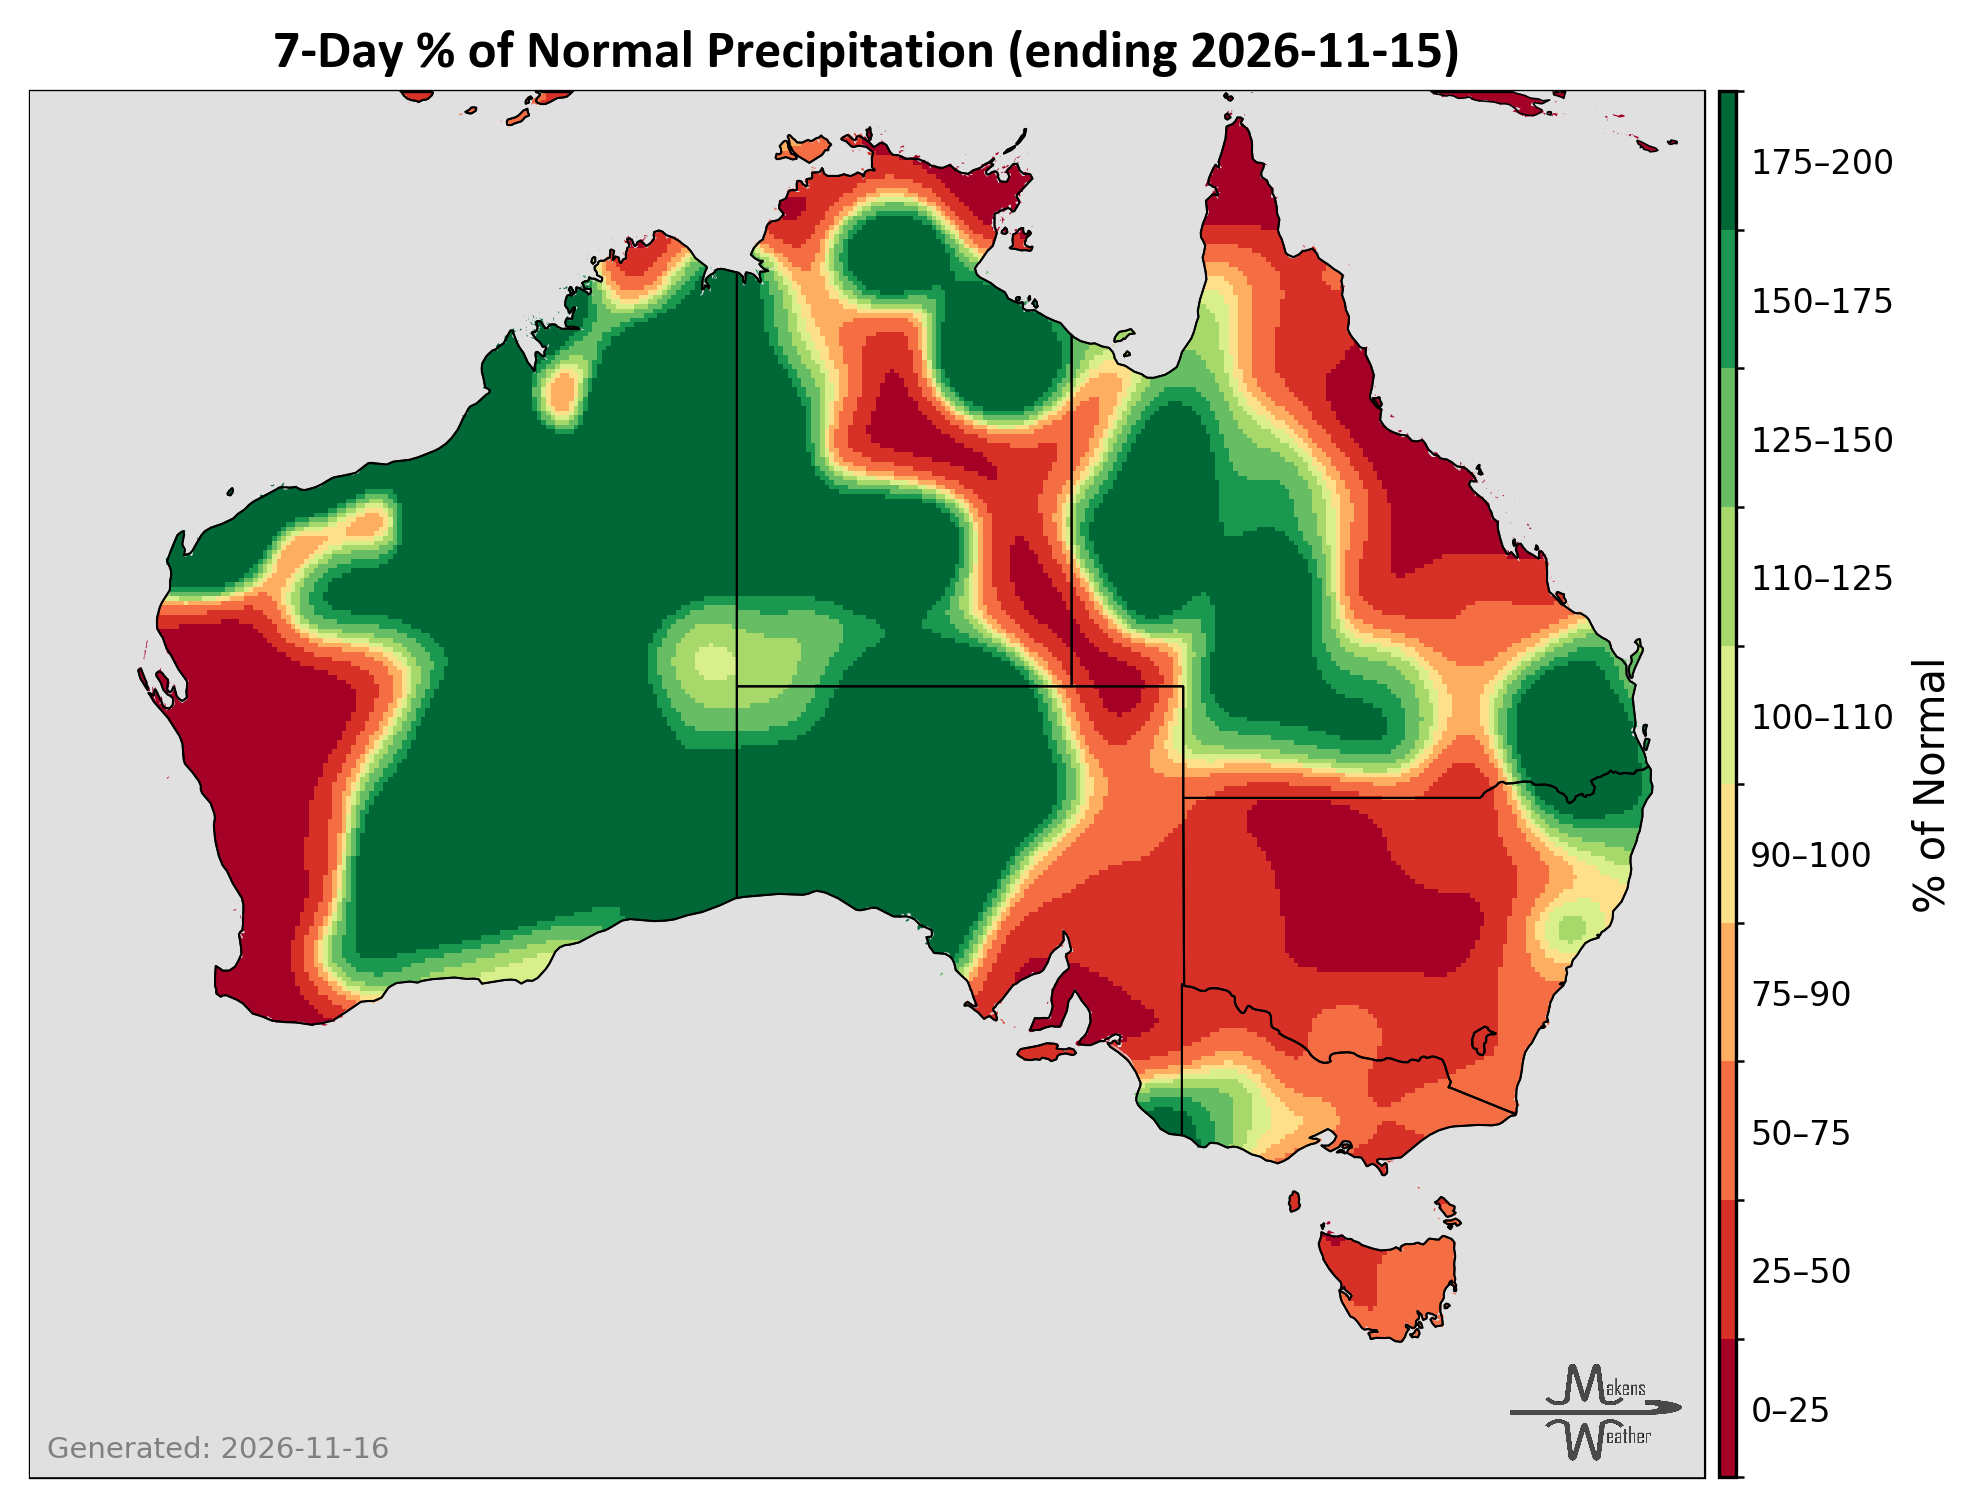 7-Day % of Normal Precipitation (ending 2026-11-15)
175–200
150–175
125–150
110–125
100–110
90–100
75–90
50–75
25–50
0–25
% of Normal
Makens
Weather
Generated: 2026-11-16